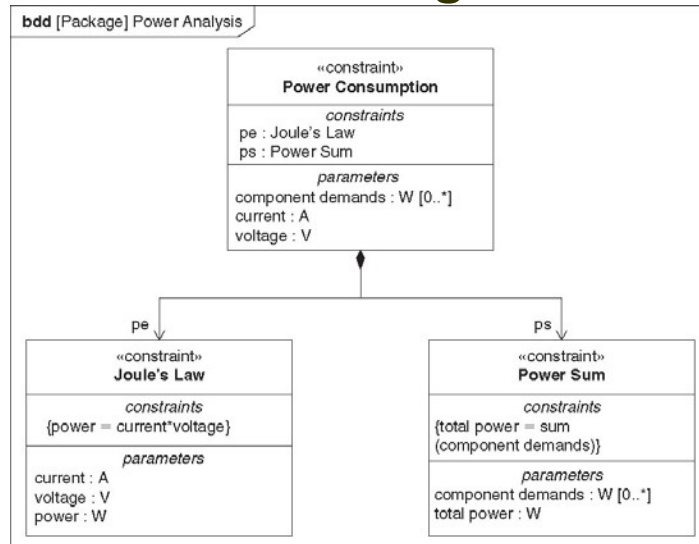 bdd [Package] Power Analysis
«constraint»
Power Consumption
constraints
pe : Joule's Law
ps : Power Sum
parameters
component demands : W [0..*]
current : A
voltage : V
pe
ps
«constraint»
Joule's Law
constraints
{power = current*voltage}
parameters
current : A
voltage : V
power : W
«constraint»
Power Sum
constraints
{total power = sum
(component demands)}
parameters
component demands : W [0..*]
total power : W